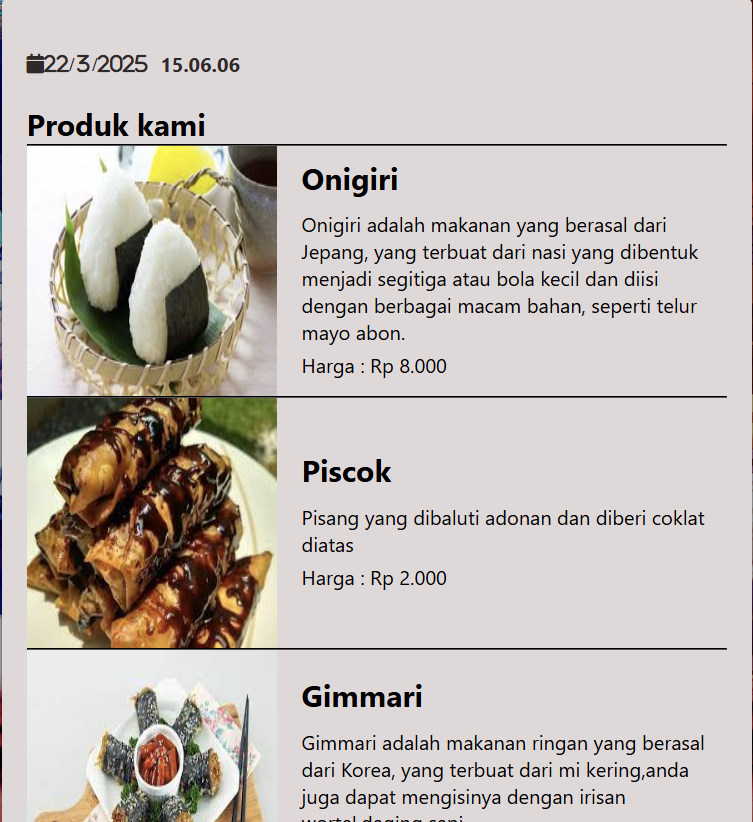 22/3/2025 15.06.06
Produk kami
Onigiri
Onigiri adalah makanan yang berasal dari
Jepang, yang terbuat dari nasi yang dibentuk
menjadi segitiga atau bola kecil dan diisi
dengan berbagai macam bahan, seperti telur
mayo abon.
Harga : Rp 8.000
Piscok
Pisang yang dibaluti adonan dan diberi coklat
diatas
Harga : Rp 2.000
Gimmari
Gimmari adalah makanan ringan yang berasal
dari Korea, yang terbuat dari mi kering,anda
juga dapat mengisinya dengan irisan
wortel,daging sapi